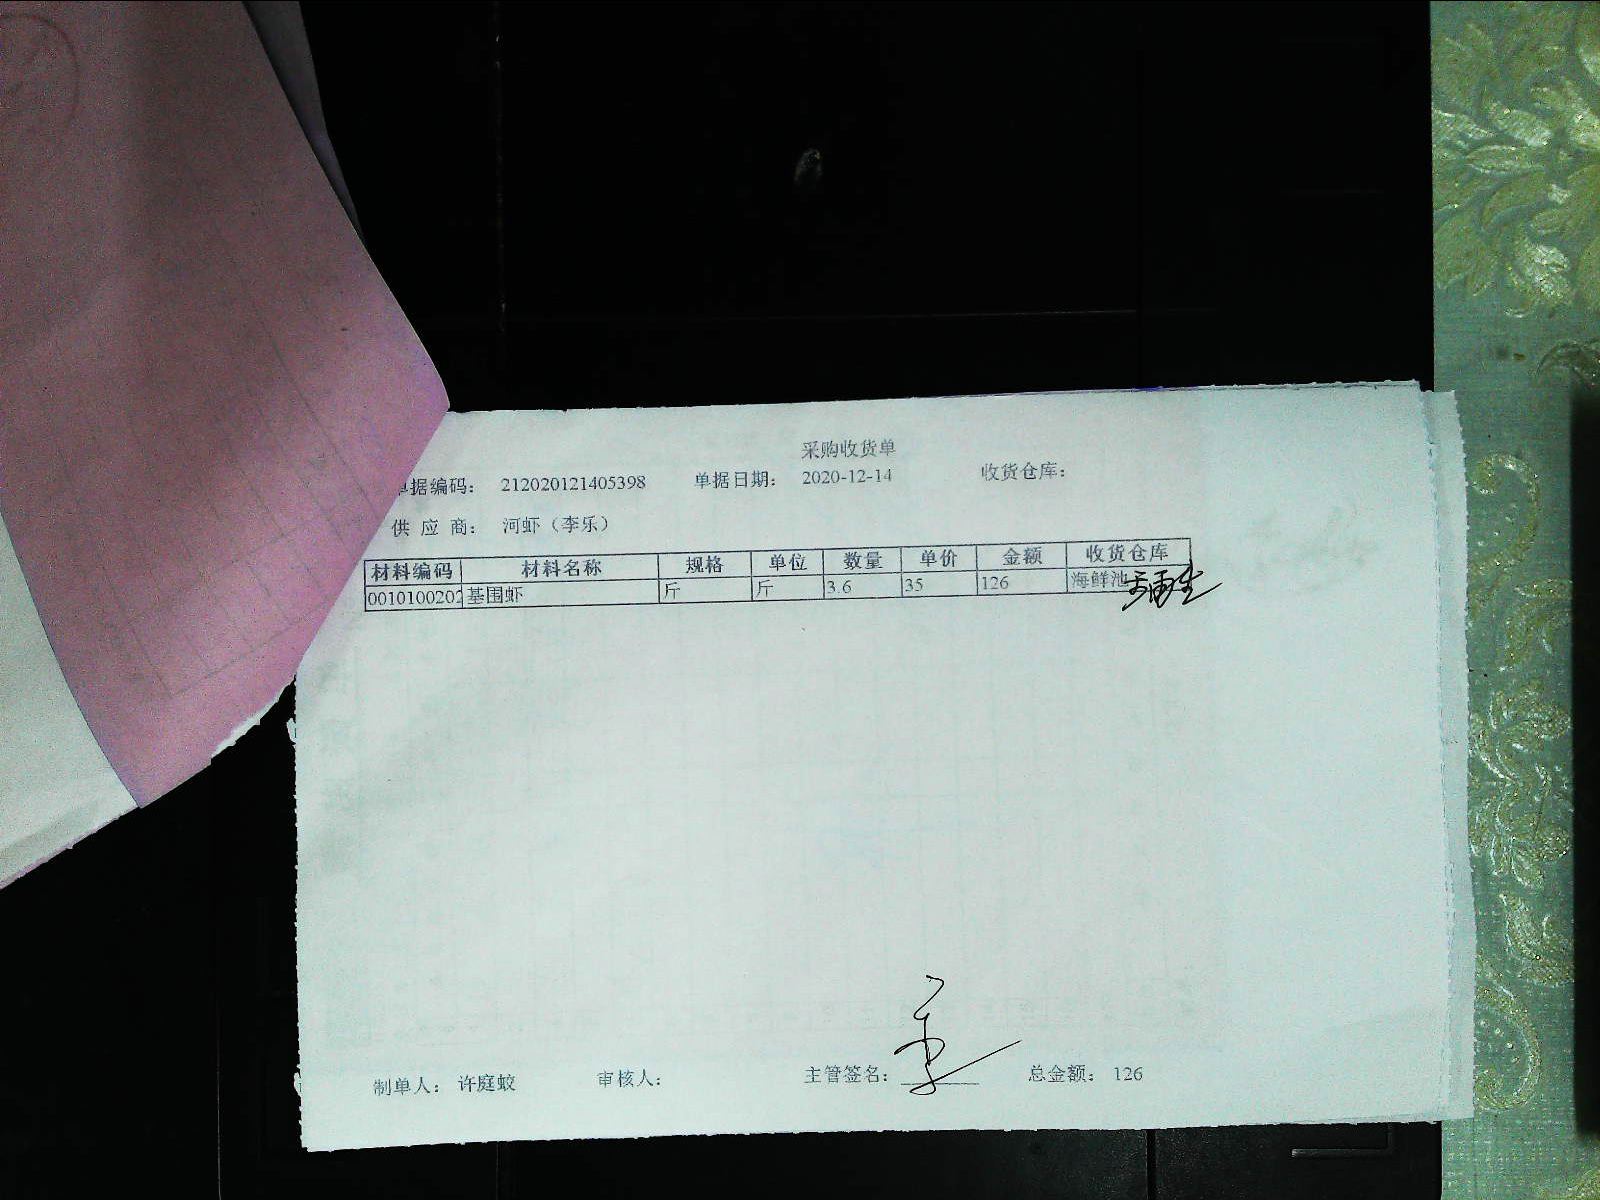 采购收货单
单据编码： 212020121405398 单据日期： 2020-12-14 收货仓库：
供 应 商： 河虾（李乐）
材料编码 材料名称 规格 单位 数量 单价 金额 收货仓库
0010100202 基围虾 斤 斤 3.6 35 126 海鲜池
制单人： 许庭蛟 审核人： 主管签名： 总金额： 126